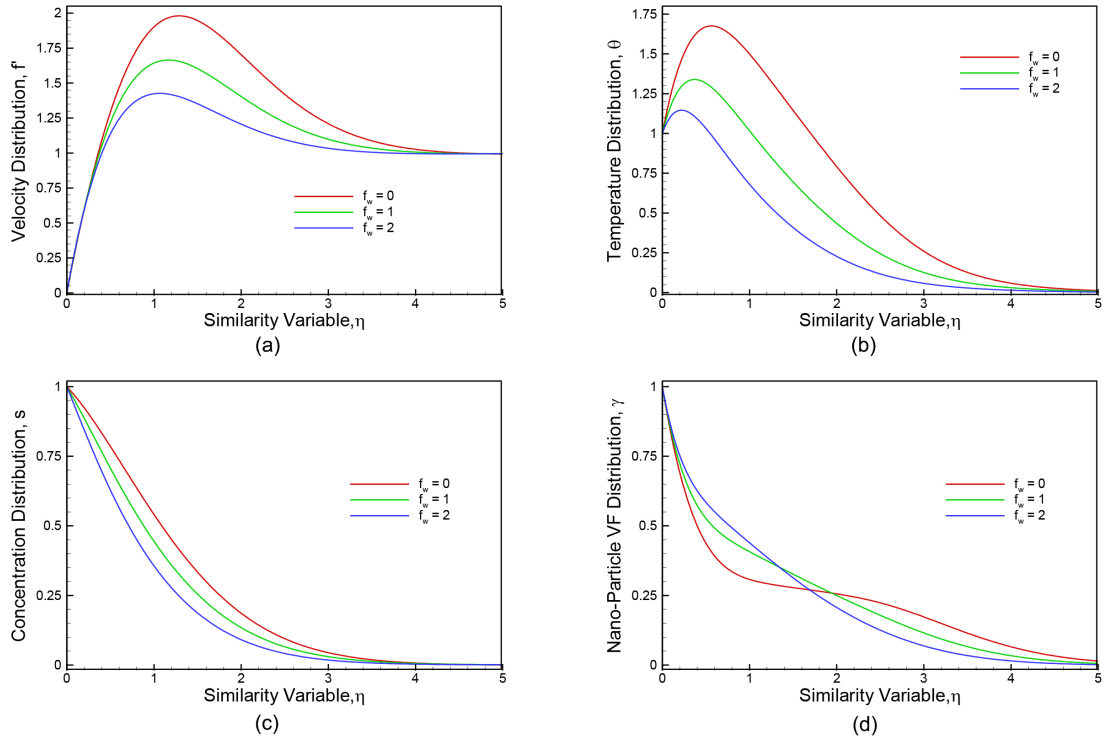 2
1.75
1.5
1.25
1
0.75
0.5
0.25
0
0 1 2 3 4 5
Velocity Distribution, f'
Similarity Variable,η
f_w = 0
f_w = 1
f_w = 2
(a)
1.75
1.5
1.25
1
0.75
0.5
0.25
0
0 1 2 3 4 5
Temperature Distribution, θ
Similarity Variable,η
f_w = 0
f_w = 1
f_w = 2
(b)
1
0.75
0.5
0.25
0
0 1 2 3 4 5
Concentration Distribution, s
Similarity Variable,η
f_w = 0
f_w = 1
f_w = 2
(c)
1
0.75
0.5
0.25
0
0 1 2 3 4 5
Nano-Particle VF Distribution, γ
Similarity Variable,η
f_w = 0
f_w = 1
f_w = 2
(d)